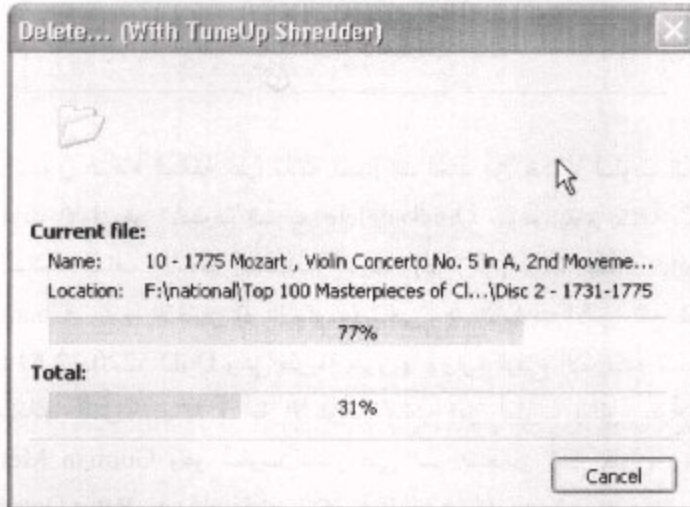 Delete... (With TuneUp Shredder)
Current file:
Name: 10 - 1775 Mozart , Violin Concerto No. 5 in A, 2nd Moveme...
Location: F:\national\Top 100 Masterpieces of Cl...\Disc 2 - 1731-1775
77%
Total:
31%
Cancel